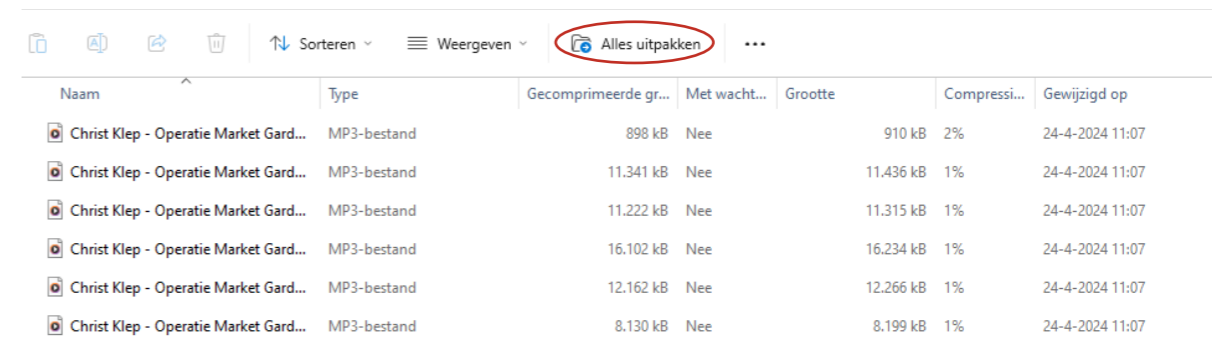 Sorteren Weergeven Alles uitpakken ...
Naam Type Gecomprimeerde gr... Met wacht... Grootte Compressi... Gewijzigd op
Christ Klep - Operatie Market Gard... MP3-bestand 898 kB Nee 910 kB 2% 24-4-2024 11:07
Christ Klep - Operatie Market Gard... MP3-bestand 11.341 kB Nee 11.436 kB 1% 24-4-2024 11:07
Christ Klep - Operatie Market Gard... MP3-bestand 11.222 kB Nee 11.315 kB 1% 24-4-2024 11:07
Christ Klep - Operatie Market Gard... MP3-bestand 16.102 kB Nee 16.234 kB 1% 24-4-2024 11:07
Christ Klep - Operatie Market Gard... MP3-bestand 12.162 kB Nee 12.266 kB 1% 24-4-2024 11:07
Christ Klep - Operatie Market Gard... MP3-bestand 8.130 kB Nee 8.199 kB 1% 24-4-2024 11:07